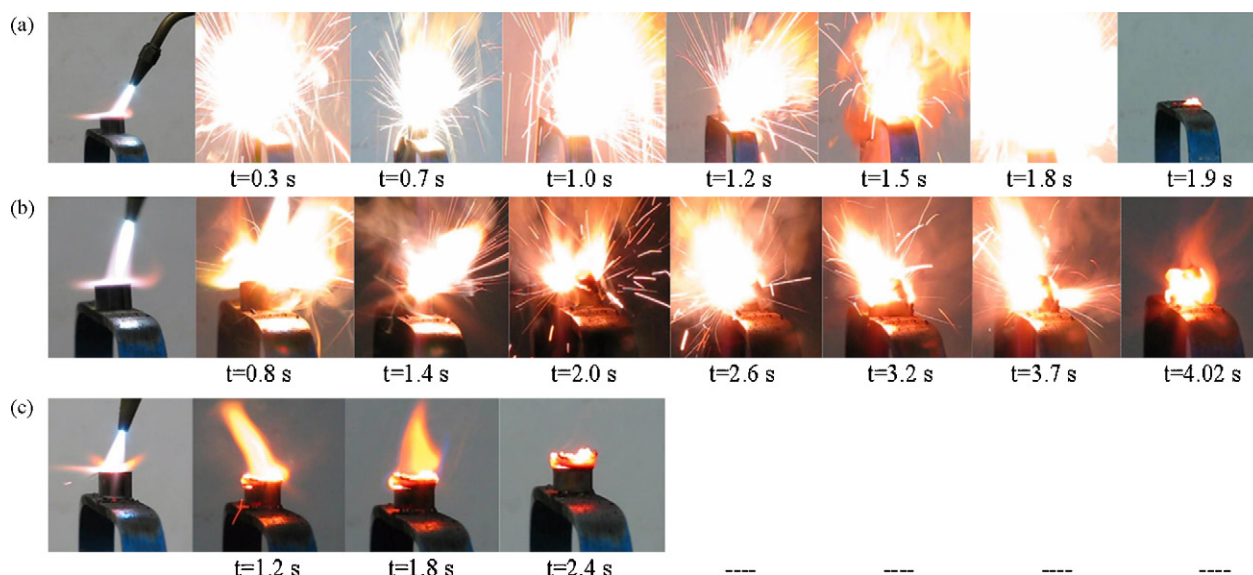 (a)
t=0.3 s t=0.7 s t=1.0 s t=1.2 s t=1.5 s t=1.8 s t=1.9 s
(b)
t=0.8 s t=1.4 s t=2.0 s t=2.6 s t=3.2 s t=3.7 s t=4.02 s
(c)
t=1.2 s t=1.8 s t=2.4 s ---- ---- ---- ----